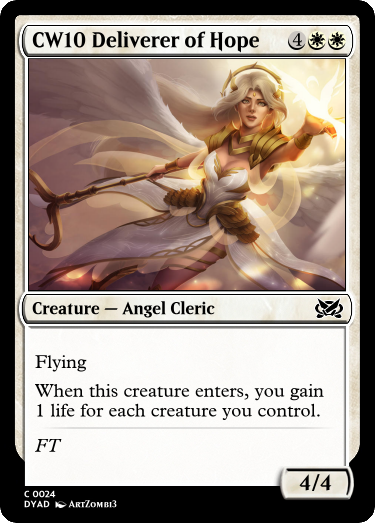 CW10 Deliverer of Hope 4
Creature — Angel Cleric
Flying
When this creature enters, you gain
1 life for each creature you control.
FT
4/4
C 0024
DYAD ArtZombi3